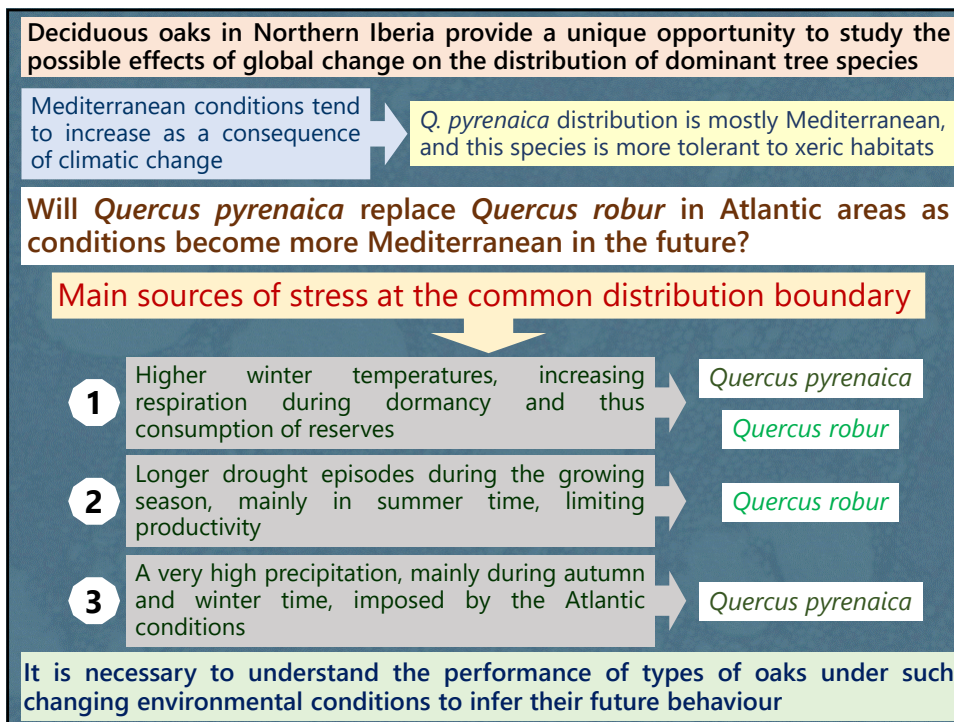 Deciduous oaks in Northern Iberia provide a unique opportunity to study the
possible effects of global change on the distribution of dominant tree species
Mediterranean conditions tend
to increase as a consequence
of climatic change
Q. pyrenaica distribution is mostly Mediterranean,
and this species is more tolerant to xeric habitats
Will Quercus pyrenaica replace Quercus robur in Atlantic areas as
conditions become more Mediterranean in the future?
Main sources of stress at the common distribution boundary
1
Higher winter temperatures, increasing
respiration during dormancy and thus
consumption of reserves
Quercus pyrenaica
Quercus robur
2
Longer drought episodes during the growing
season, mainly in summer time, limiting
productivity
Quercus robur
3
A very high precipitation, mainly during autumn
and winter time, imposed by the Atlantic
conditions
Quercus pyrenaica
It is necessary to understand the performance of types of oaks under such
changing environmental conditions to infer their future behaviour